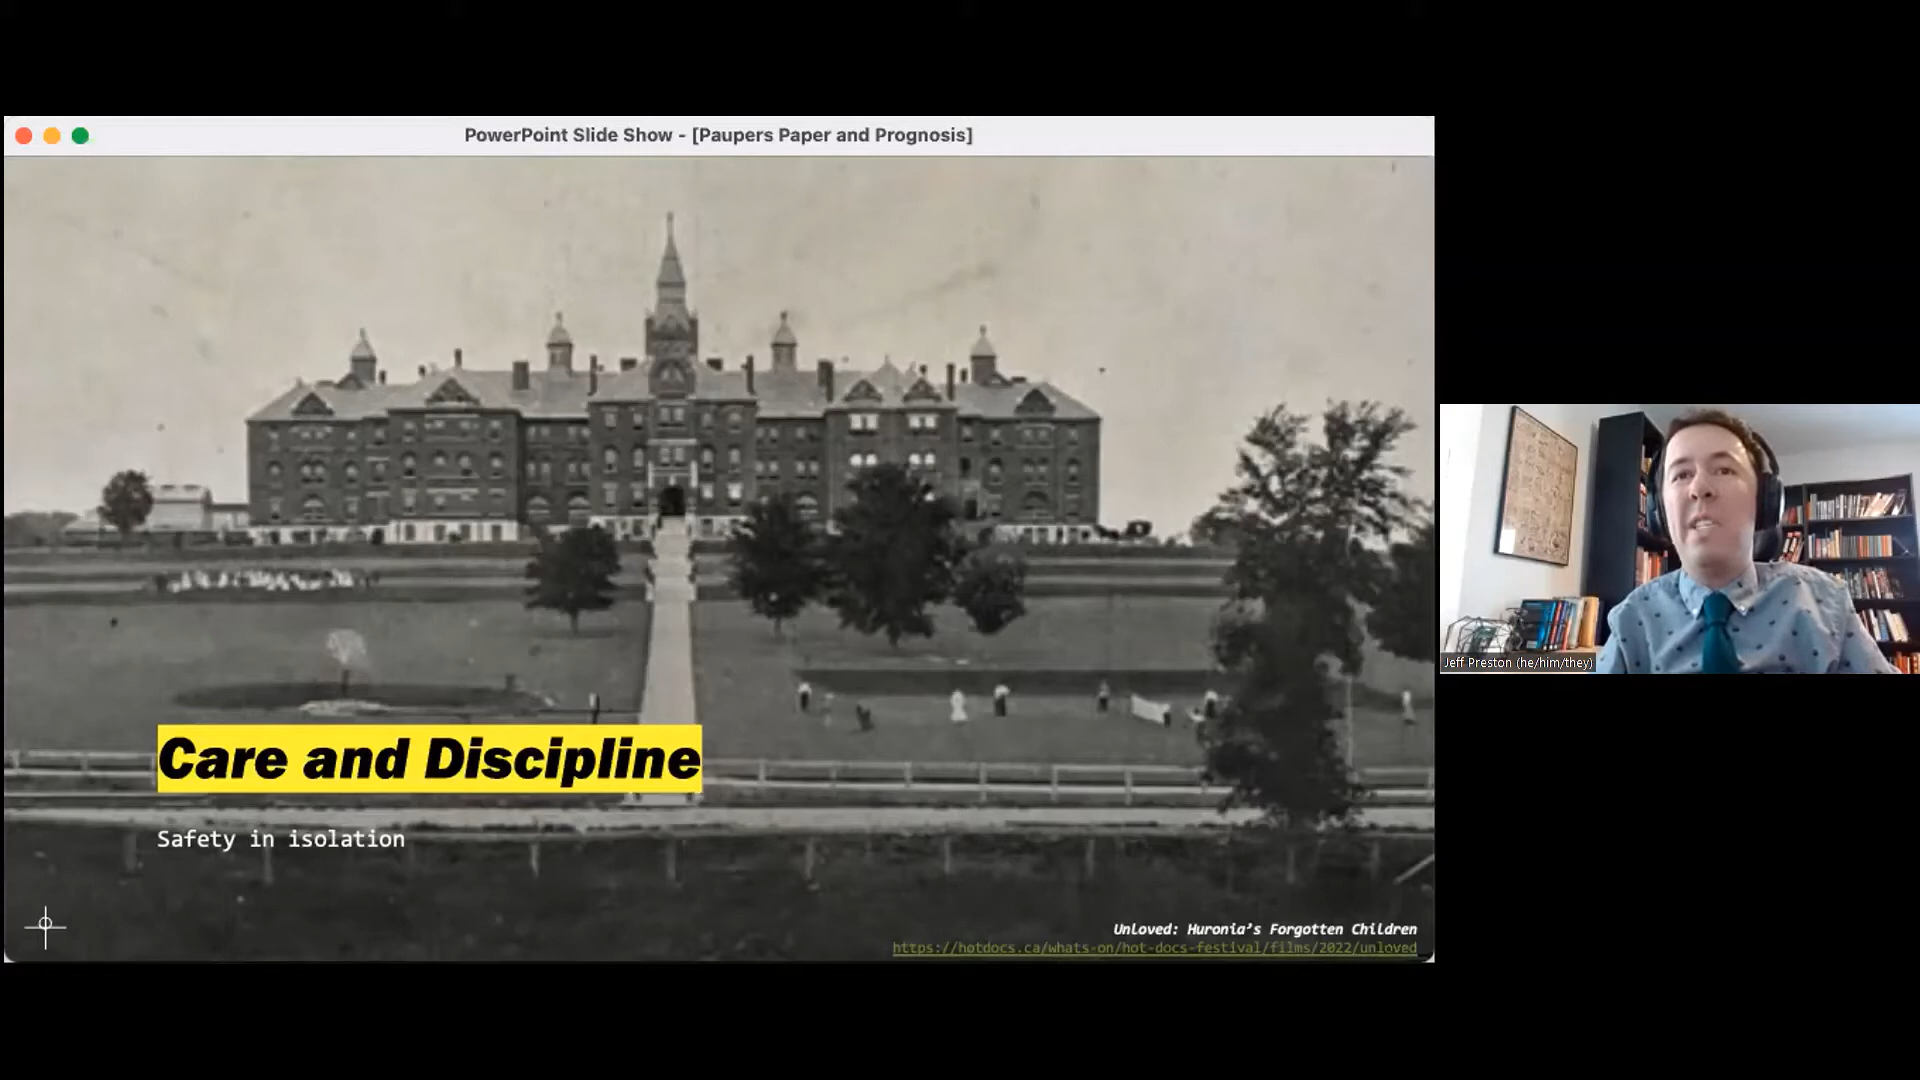 PowerPoint Slide Show - [Paupers Paper and Prognosis]
Care and Discipline
Safety in isolation
Unloved: Huronia's Forgotten Children
https://hotdocs.ca/whats-on/hot-docs-festival/films/2022/unloved
Jeff Preston (he/him/they)